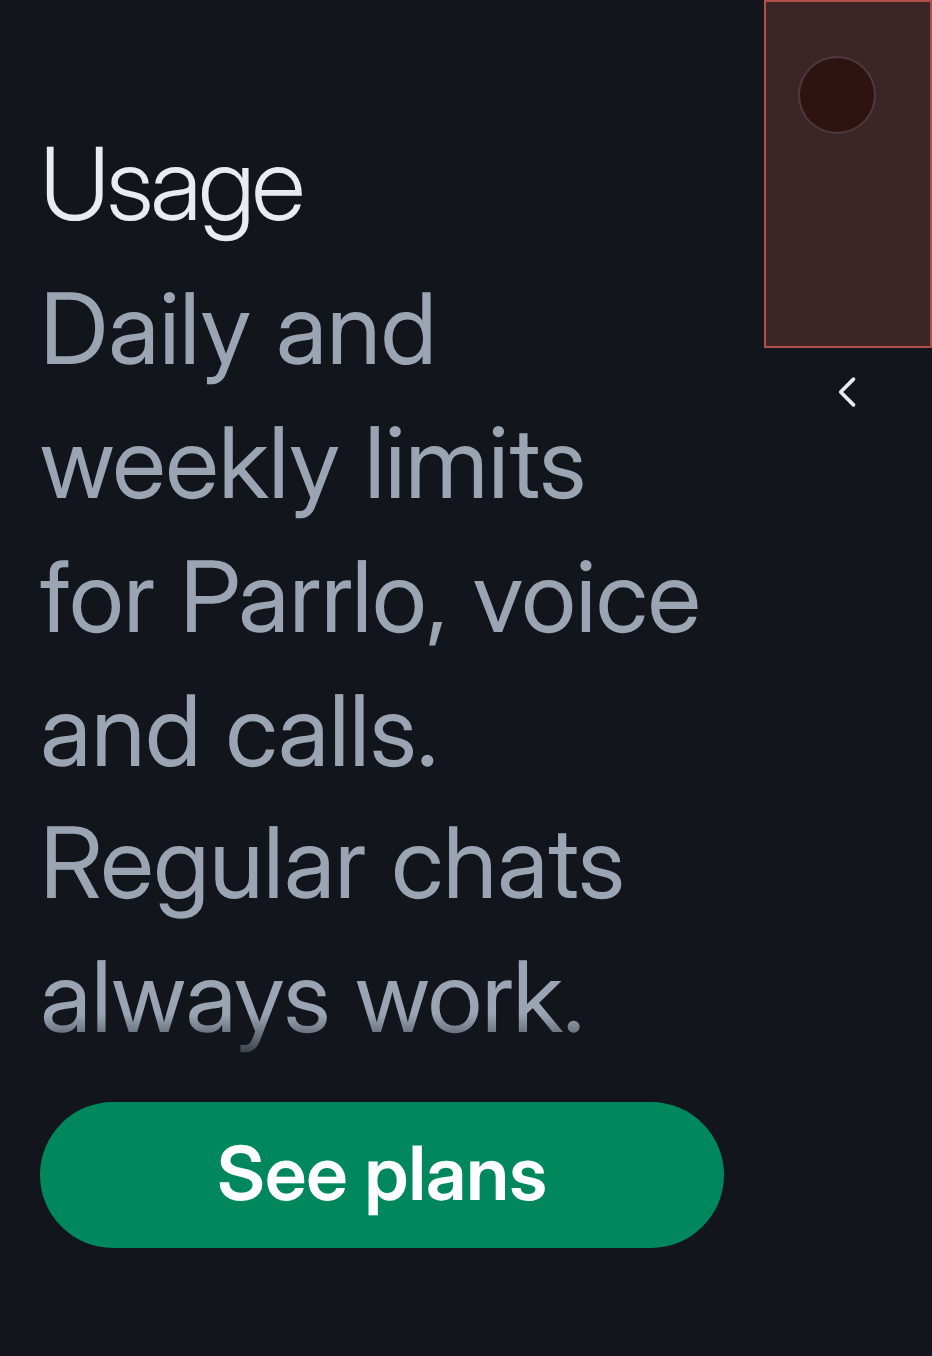 Usage
Daily and
weekly limits
for Parrlo, voice
and calls.
Regular chats
always work.
See plans